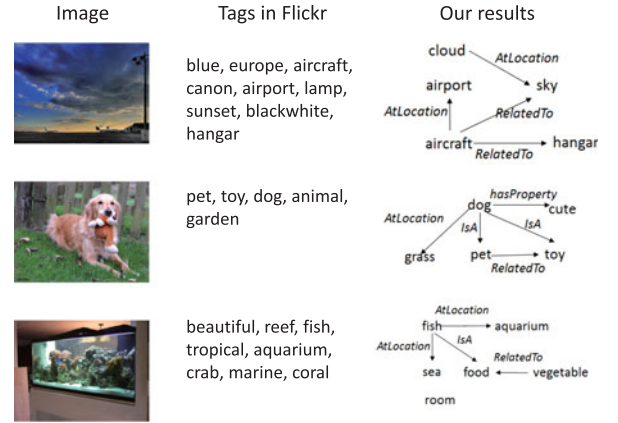 Image Tags in Flickr Our results
blue, europe, aircraft,
canon, airport, lamp,
sunset, blackwhite,
hangar
cloud
AtLocation
airport sky
AtLocation RelatedTo
aircraft hangar
RelatedTo
pet, toy, dog, animal,
garden
hasProperty
dog cute
AtLocation IsA IsA
grass pet toy
RelatedTo
beautiful, reef, fish,
tropical, aquarium,
crab, marine, coral
AtLocation
fish aquarium
AtLocation IsA
RelatedTo
sea food vegetable
room